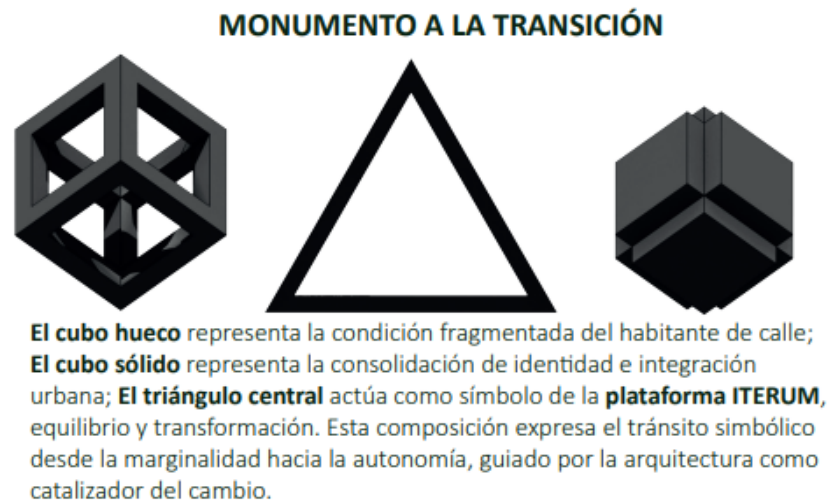 MONUMENTO A LA TRANSICIÓN
El cubo hueco representa la condición fragmentada del habitante de calle;
El cubo sólido representa la consolidación de identidad e integración
urbana; El triángulo central actúa como símbolo de la plataforma ITERUM,
equilibrio y transformación. Esta composición expresa el tránsito simbólico
desde la marginalidad hacia la autonomía, guiado por la arquitectura como
catalizador del cambio.